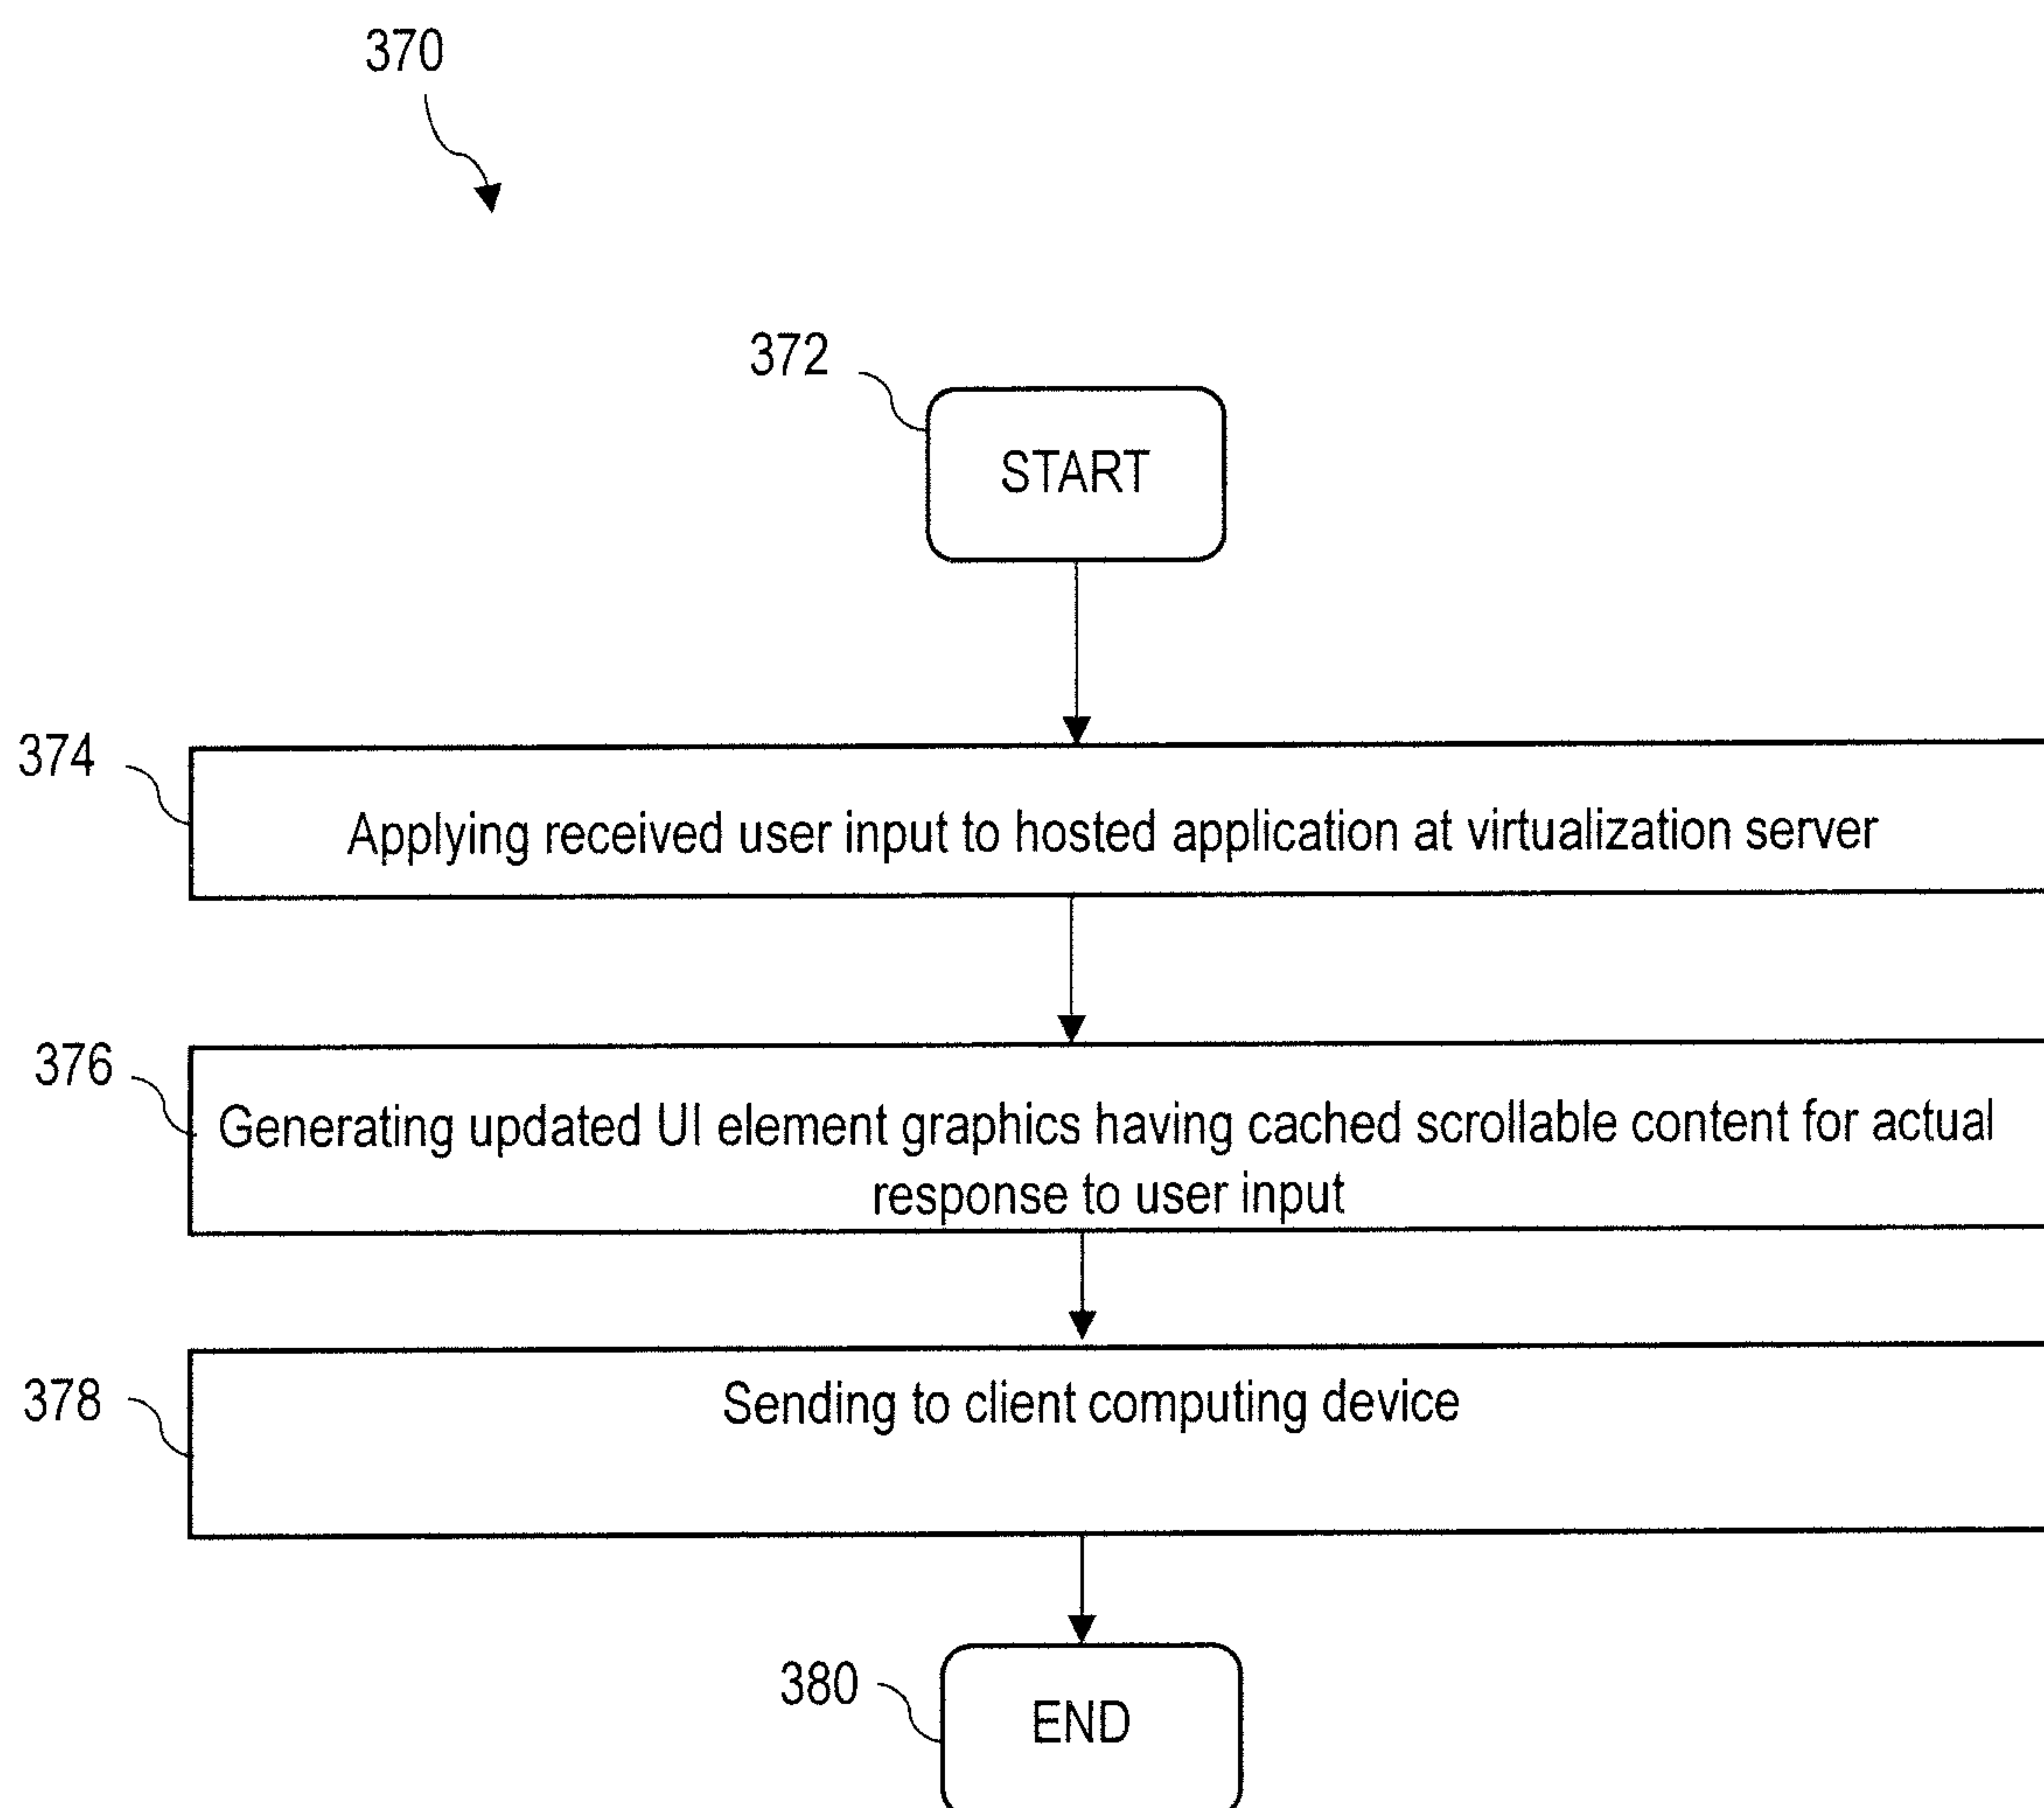 370
372
START
374
Applying received user input to hosted application at virtualization server
376
Generating updated UI element graphics having cached scrollable content for actual
response to user input
378
Sending to client computing device
380
END